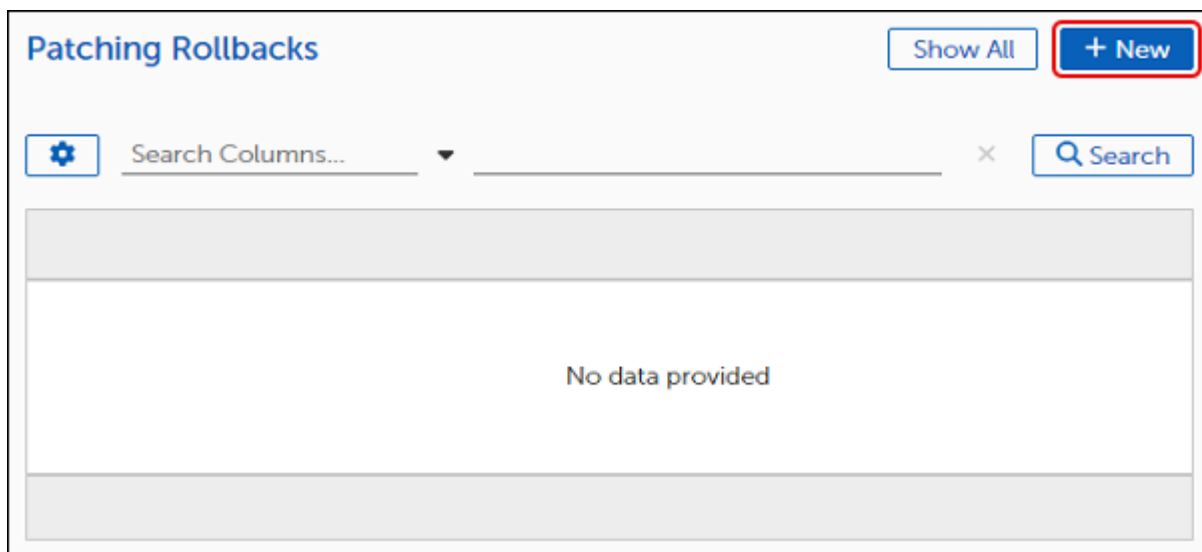 Patching Rollbacks Show All + New
Search Columns... × Search
No data provided